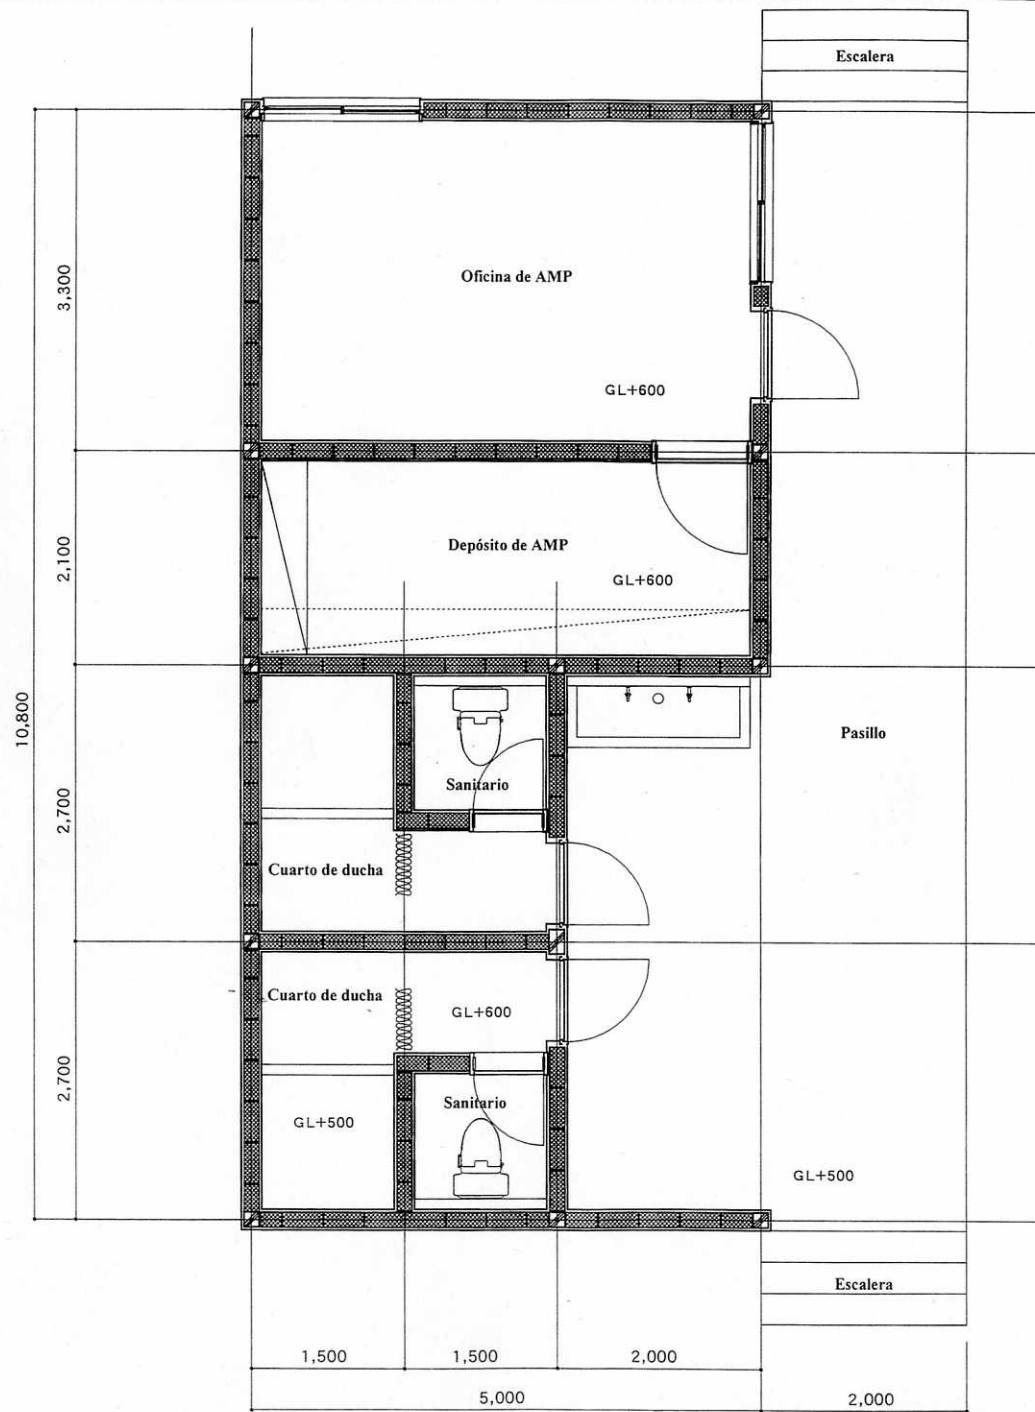 Escalera
3,300
Oficina de AMP
GL+600
2,100
Depósito de AMP
GL+600
10,800
Pasillo
Sanitario
2,700
Cuarto de ducha
Cuarto de ducha
GL+600
2,700
Sanitario
GL+500
GL+500
Escalera
1,500
1,500
2,000
5,000
2,000